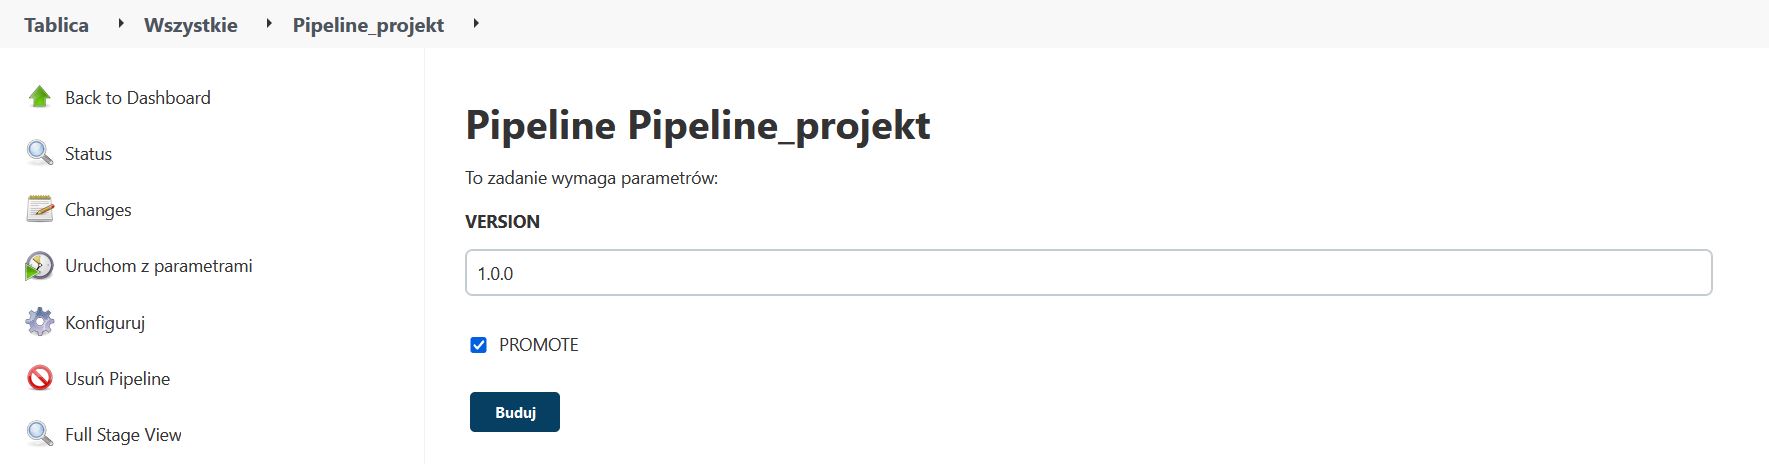 Tablica Wszystkie Pipeline_projekt
Back to Dashboard
Status
Changes
Uruchom z parametrami
Konfiguruj
Usuń Pipeline
Full Stage View
Pipeline Pipeline_projekt
To zadanie wymaga parametrów:
VERSION
1.0.0
PROMOTE
Buduj